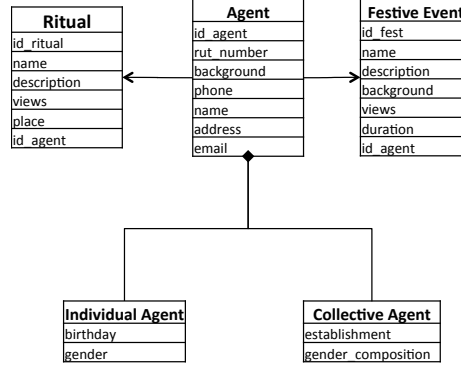 Ritual
id_ritual
name
description
views
place
id_agent
Agent
id_agent
rut_number
background
phone
name
address
email
Festive Event
id_fest
name
description
background
views
duration
id_agent
Individual Agent
birthday
gender
Collective Agent
establishment
gender_composition